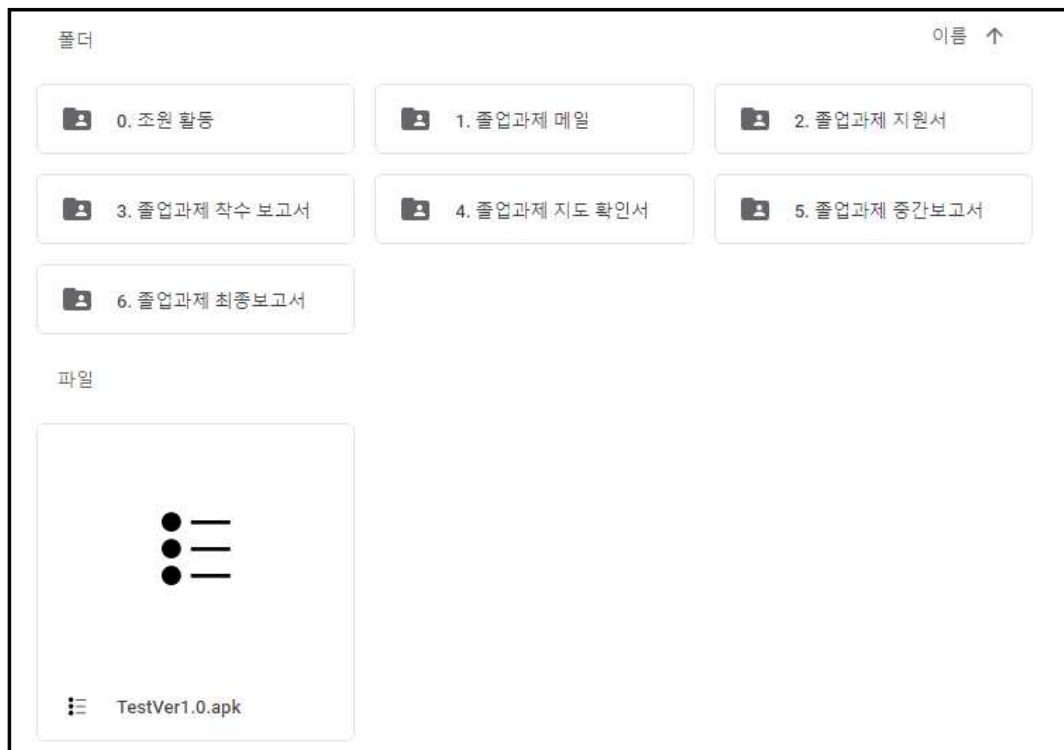 폴더
이름
0. 조원 활동
1. 졸업과제 메일
2. 졸업과제 지원서
3. 졸업과제 착수 보고서
4. 졸업과제 지도 확인서
5. 졸업과제 중간보고서
6. 졸업과제 최종보고서
파일
TestVer1.0.apk